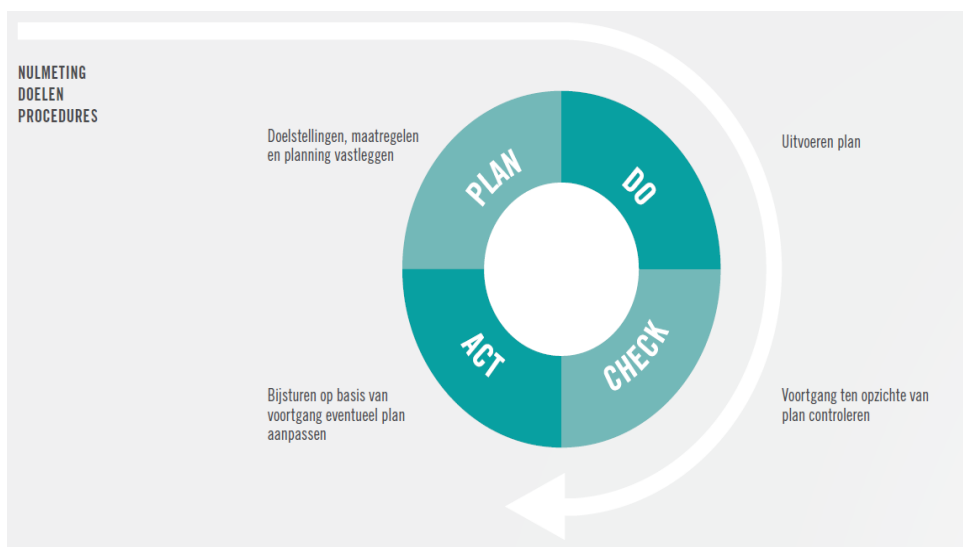 NULMETING
DOELEN
PROCEDURES
Doelstellingen, maatregelen
en planning vastleggen
PLAN
DO
Uitvoeren plan
Bijsturen op basis van
voortgang eventueel plan
aanpassen
ACT
CHECK
Voortgang ten opzichte van
plan controleren